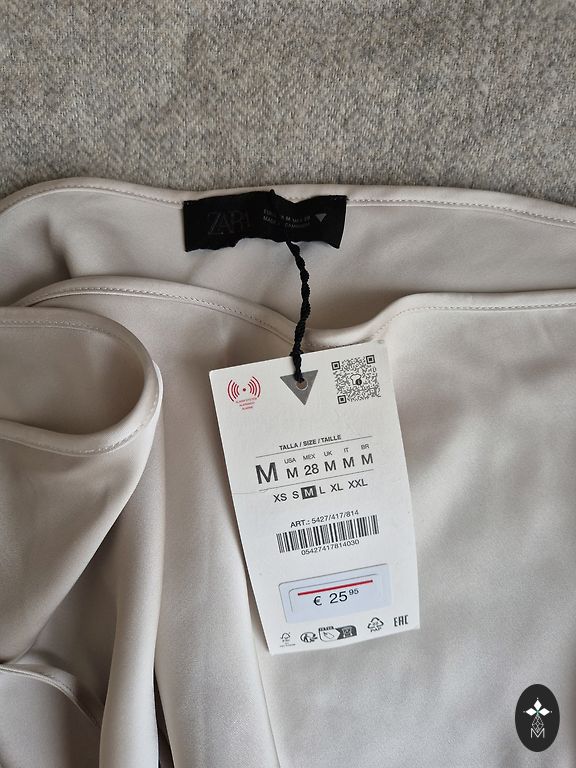 ZARA
TALLA / SIZE / TAILLE
USA MEX UK IT BR
M M 28 M M M
XS S M L XL XXL
ART.: 5427/417/814
05427417814030
€ 25 95
PAP
EAC
M